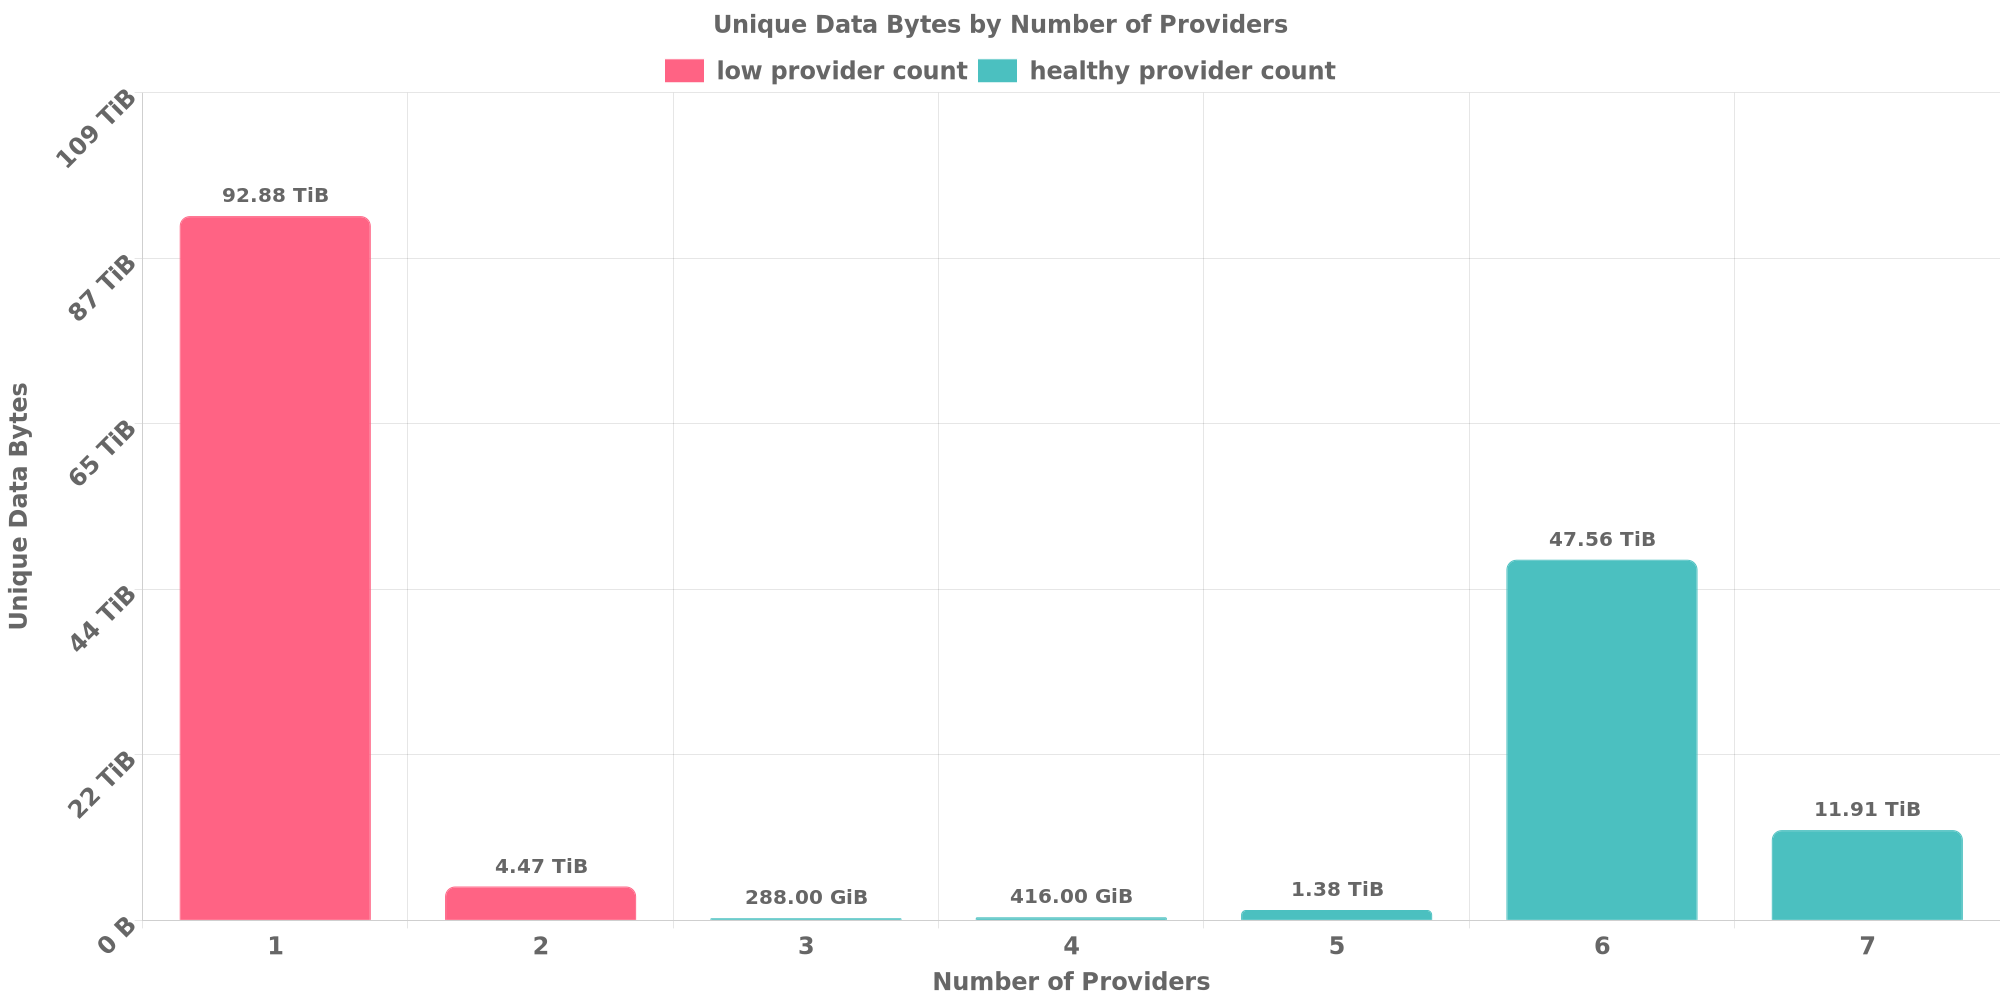 Unique Data Bytes by Number of Providers
low provider count healthy provider count
109 TiB
87 TiB
65 TiB
44 TiB
22 TiB
0 B
Unique Data Bytes
92.88 TiB
4.47 TiB
288.00 GiB
416.00 GiB
1.38 TiB
47.56 TiB
11.91 TiB
1 2 3 4 5 6 7
Number of Providers